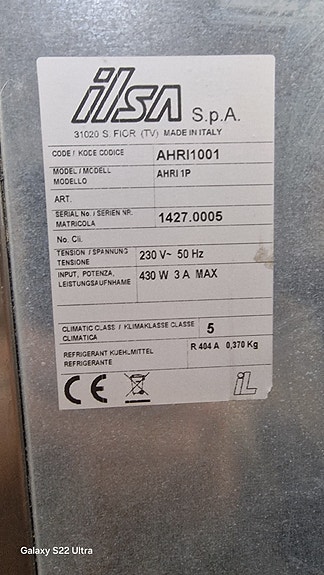 ilsa S.p.A.
31020 S. FIOR (TV) MADE IN ITALY
CODE / KODE CODICE AHRI1001
MODEL / MODELL AHRI 1P
MODELLO
ART.
SERIAL No. / SERIEN NR. 1427.0005
MATRICOLA
No. Cli.
TENSION / SPANNUNG 230 V~ 50 Hz
TENSIONE
INPUT, POTENZA, 430 W 3 A MAX
LEISTUNGSAUFNHAME
CLIMATIC CLASS / KLIMAKLASSE CLASSE 5
CLIMATICA
REFRIGERANT KUEHLMITTEL R 404 A 0,370 Kg
REFRIGERANTE
CE iL
Galaxy S22 Ultra